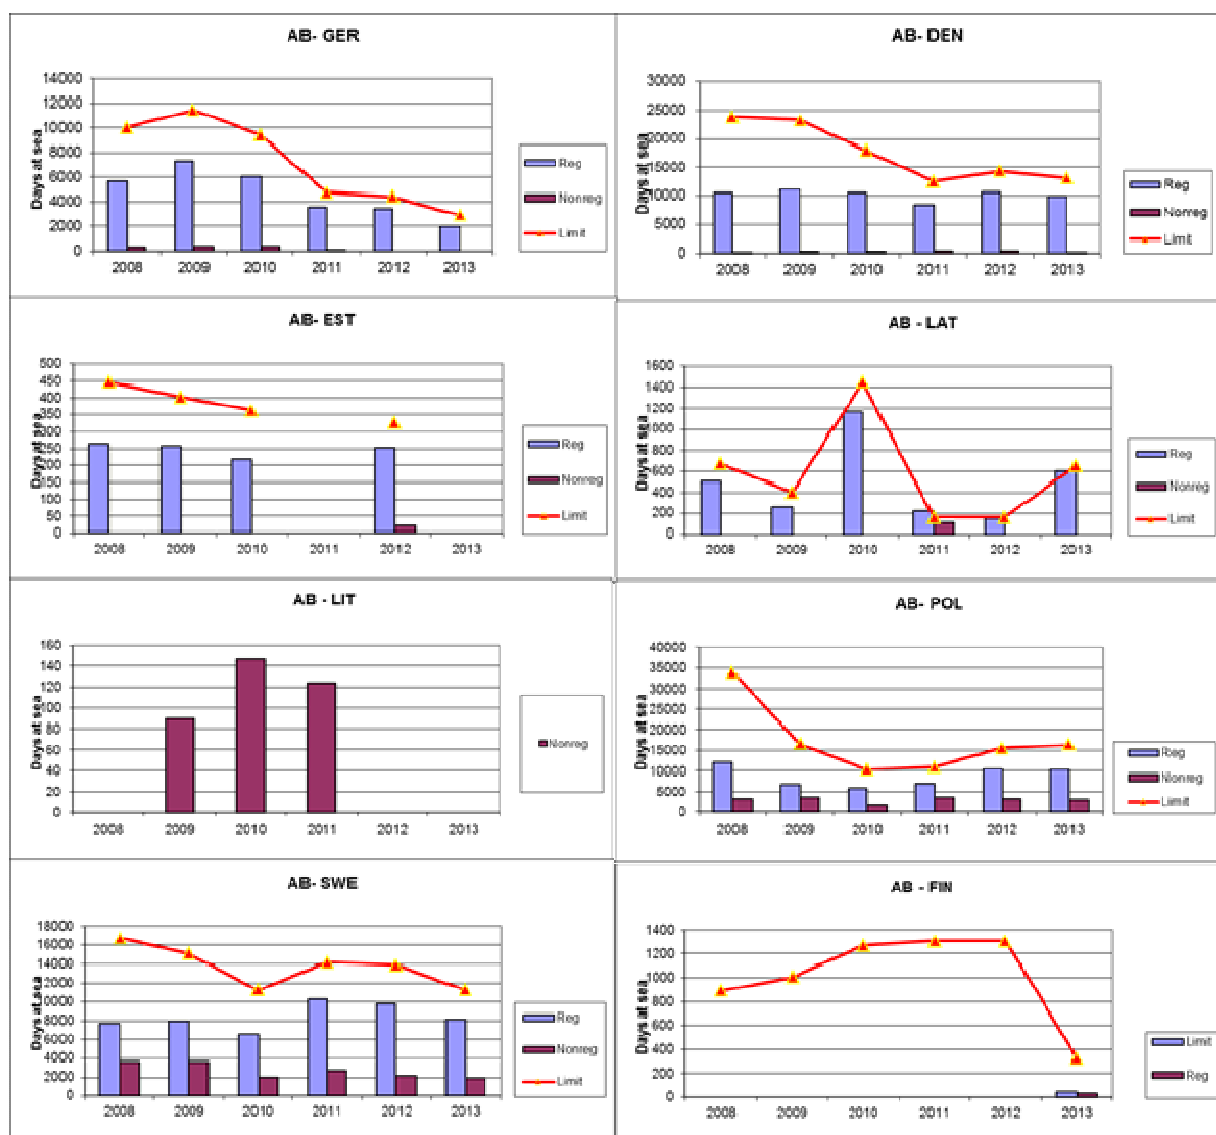 AB- GER
Days at sea
14000
12000
10000
8000
6000
4000
2000
0
2008 2009 2010 2011 2012 2013
Reg
Nonreg
Limit
AB- DEN
Days at sea
30000
25000
20000
15000
10000
5000
0
2008 2009 2010 2011 2012 2013
Reg
Nonreg
Limit
AB- EST
Days at sea
500
450
400
350
300
250
200
150
100
50
0
2008 2009 2010 2011 2012 2013
Reg
Nonreg
Limit
AB - LAT
Days at sea
1600
1400
1200
1000
800
600
400
200
0
2008 2009 2010 2011 2012 2013
Reg
Nonreg
Limit
AB - LIT
Days at sea
160
140
120
100
80
60
40
20
0
2008 2009 2010 2011 2012 2013
Nonreg
AB- POL
Days at sea
40000
35000
30000
25000
20000
15000
10000
5000
0
2008 2009 2010 2011 2012 2013
Reg
Nonreg
Limit
AB- SWE
Days at sea
18000
16000
14000
12000
10000
8000
6000
4000
2000
0
2008 2009 2010 2011 2012 2013
Reg
Nonreg
Limit
AB - FIN
Days at sea
1400
1200
1000
800
600
400
200
0
2008 2009 2010 2011 2012 2013
Limit
Reg